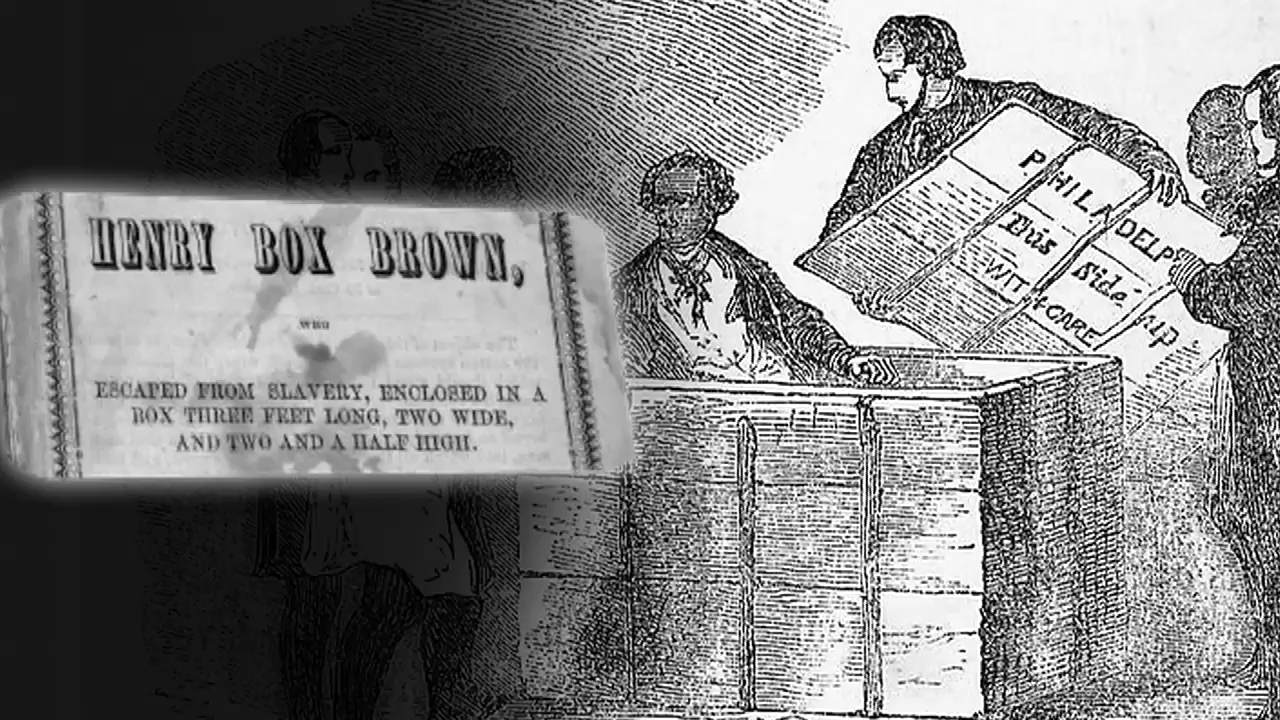 HENRY BOX BROWN,
WHO
ESCAPED FROM SLAVERY, ENCLOSED IN A
BOX THREE FEET LONG, TWO WIDE,
AND TWO AND A HALF HIGH.
PHILADELP
This Side up
WITH CARE